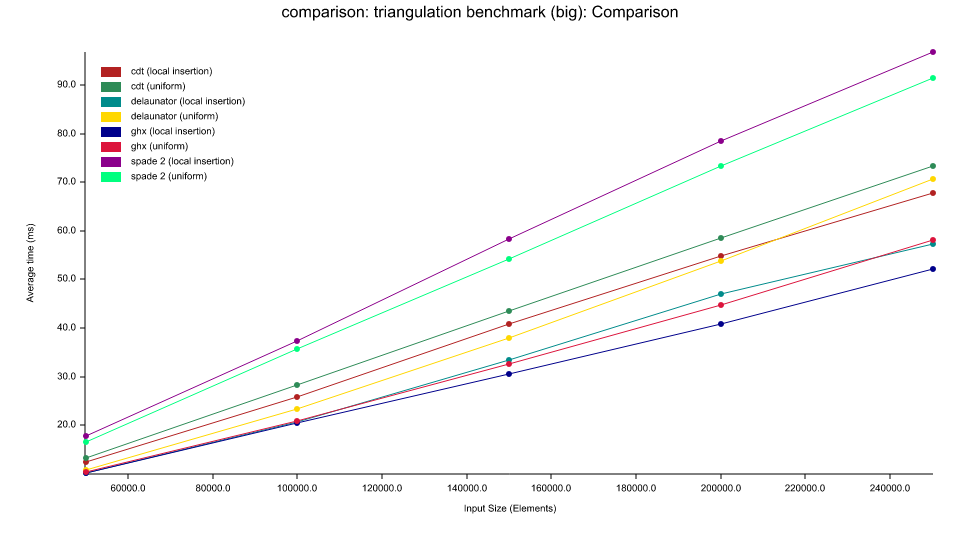 comparison: triangulation benchmark (big): Comparison
cdt (local insertion)
cdt (uniform)
delaunator (local insertion)
delaunator (uniform)
ghx (local insertion)
ghx (uniform)
spade 2 (local insertion)
spade 2 (uniform)
Average time (ms)
90.0
80.0
70.0
60.0
50.0
40.0
30.0
20.0
60000.0 80000.0 100000.0 120000.0 140000.0 160000.0 180000.0 200000.0 220000.0 240000.0
Input Size (Elements)